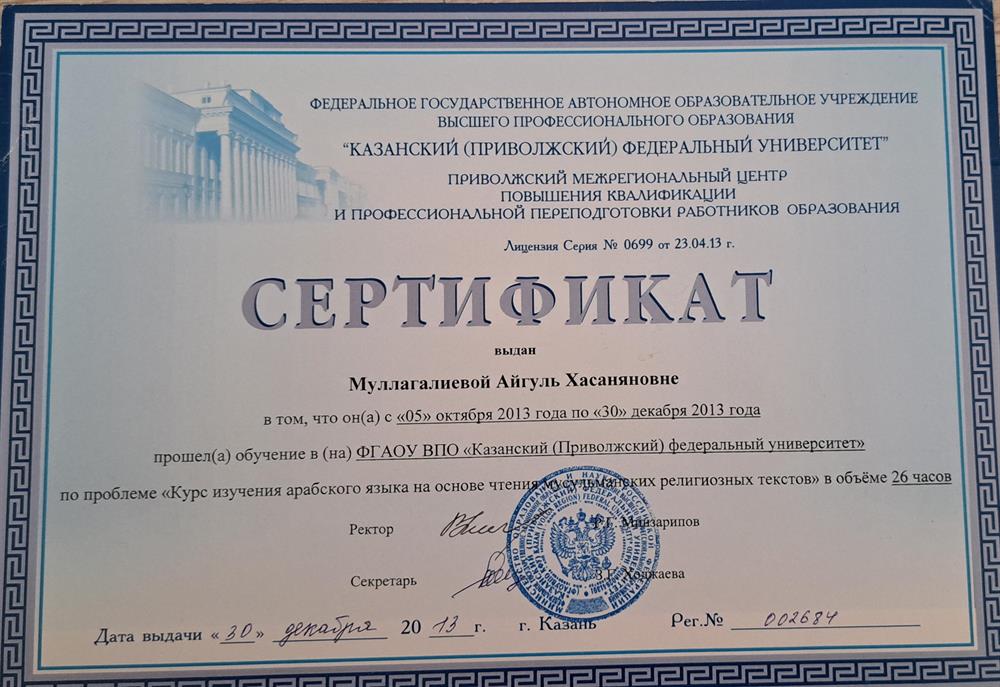 ФЕДЕРАЛЬНОЕ ГОСУДАРСТВЕННОЕ АВТОНОМНОЕ ОБРАЗОВАТЕЛЬНОЕ УЧРЕЖДЕНИЕ
ВЫСШЕГО ПРОФЕССИОНАЛЬНОГО ОБРАЗОВАНИЯ
“КАЗАНСКИЙ (ПРИВОЛЖСКИЙ) ФЕДЕРАЛЬНЫЙ УНИВЕРСИТЕТ”
ПРИВОЛЖСКИЙ МЕЖРЕГИОНАЛЬНЫЙ ЦЕНТР
ПОВЫШЕНИЯ КВАЛИФИКАЦИИ
И ПРОФЕССИОНАЛЬНОЙ ПЕРЕПОДГОТОВКИ РАБОТНИКОВ ОБРАЗОВАНИЯ
Лицензия Серия № 0699 от 23.04.13 г.
СЕРТИФИКАТ
выдан
Муллагалиевой Айгуль Хасаняновне
в том, что он(а) с «05» октября 2013 года по «30» декабря 2013 года
прошел(а) обучение в (на) ФГАОУ ВПО «Казанский (Приволжский) федеральный университет»
по проблеме «Курс изучения арабского языка на основе чтения мусульманских религиозных текстов» в объёме 26 часов
Ректор Р.Г. Минзарипов
Секретарь Ходжаева
Дата выдачи «30» декабря 2013 г. г. Казань Рег.№ 002684